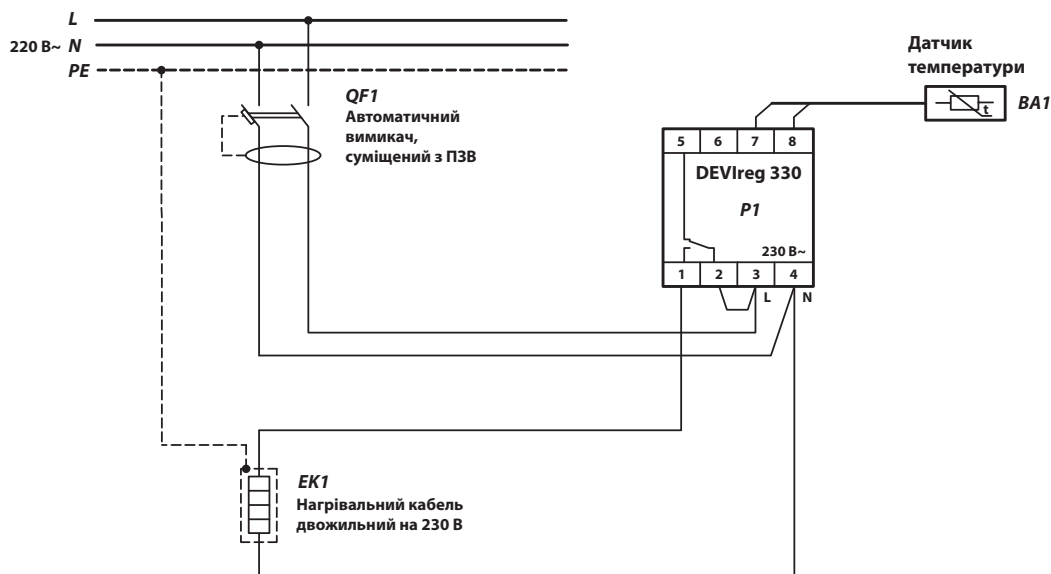 L
220 В~ N
PE
QF1
Автоматичний
вимикач,
суміщений з ПЗВ
Датчик
температури
t
BA1
5 6 7 8
DEVIreg 330
P1
230 В~
1 2 3 4
L N
EK1
Нагрівальний кабель
двожильний на 230 В